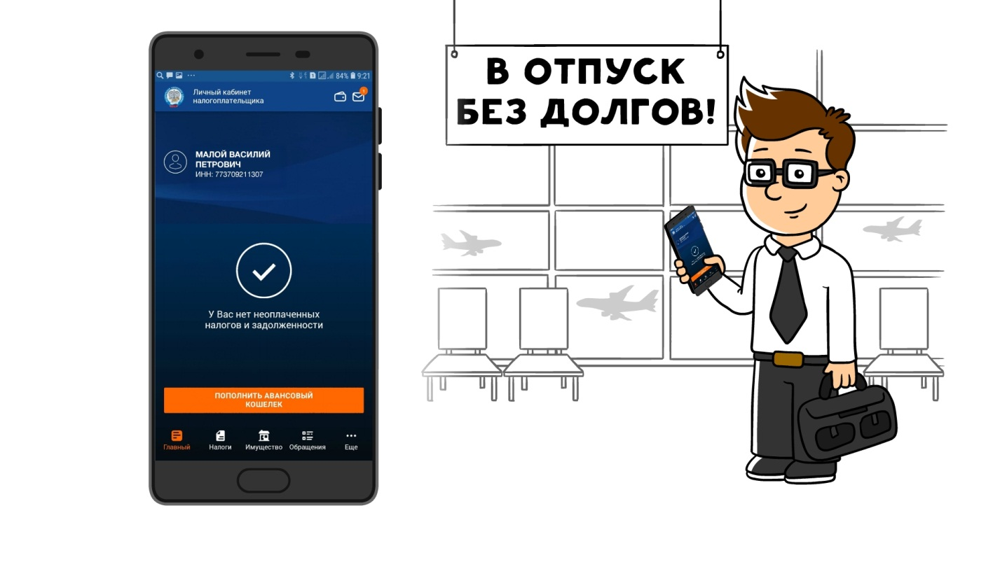 84% 9:21
Личный кабинет
налогоплательщика
1
МАЛОЙ ВАСИЛИЙ
ПЕТРОВИЧ
ИНН: 773709211307
У Вас нет неоплаченных
налогов и задолженности
ПОПОЛНИТЬ АВАНСОВЫЙ
КОШЕЛЕК
Главный Налоги Имущество Обращения Еще
В ОТПУСК
БЕЗ ДОЛГОВ!